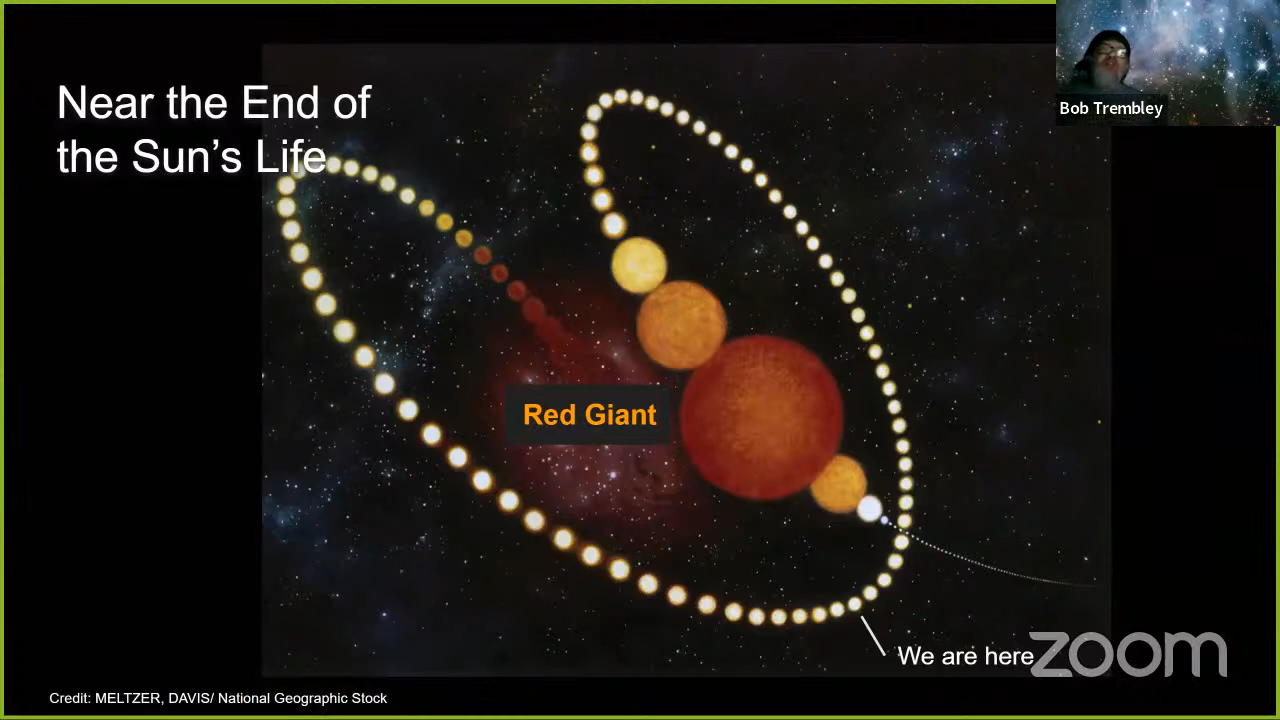 Near the End of
the Sun's Life
Bob Trembley
Red Giant
We are here
zoom
Credit: MELTZER, DAVIS/ National Geographic Stock